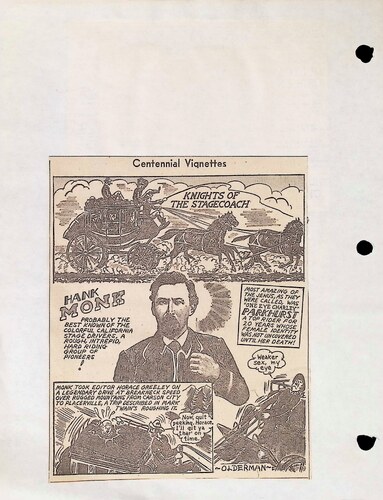 Centennial Vignettes
KNIGHTS OF
THE STAGECOACH
HANK
MONK
PROBABLY THE
BEST KNOWN OF THE
COLORFUL CALIFORNIA
STAGE DRIVERS, A
ROUGH, INTREPID,
HARD RIDING
GROUP OF
PIONEERS
MOST AMAZING OF
THE JEHUS, AS THEY
WERE CALLED, WAS
"ONE EYE CHARLEY"
PARKHURST
A TOP RIDER FOR
20 YEARS WHOSE
FEMALE IDENTITY
WAS NOT UNCOVERED
UNTIL HER DEATH!
Weaker
sex, my
eye
MONK TOOK EDITOR HORACE GREELEY ON
A LEGENDARY DRIVE AT BREAKNECK SPEED
OVER RUGGED MOUNTAINS FROM CARSON CITY
TO PLACERVILLE, A TRIP DESCRIBED IN MARK
TWAIN'S ROUGHING IT.
Now, quit
peeking, Horace,
I'll git ya
ther' on
time.
~OLDERMAN~